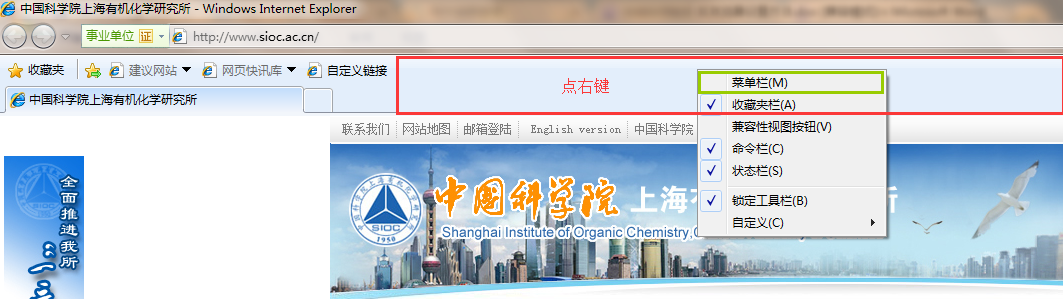 中国科学院上海有机化学研究所 - Windows Internet Explorer
事业单位 证 http://www.sioc.ac.cn/
收藏夹 建议网站 网页快讯库 自定义链接
点右键
中国科学院上海有机化学研究所
菜单栏(M)
收藏夹栏(A)
兼容性视图按钮(V)
命令栏(C)
状态栏(S)
锁定工具栏(B)
自定义(C)
联系我们 网站地图 邮箱登陆 English version 中国科学院
全面推进我所
SIOC
1950
中国科学院 上海有 所
Shanghai Institute of Organic Chemistry,C